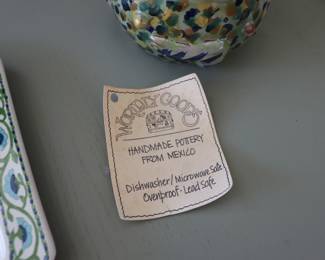 WORLDLY GOODS
HANDMADE POTTERY
FROM MEXICO
Dishwasher/Microwave Safe
Ovenproof - Lead Safe